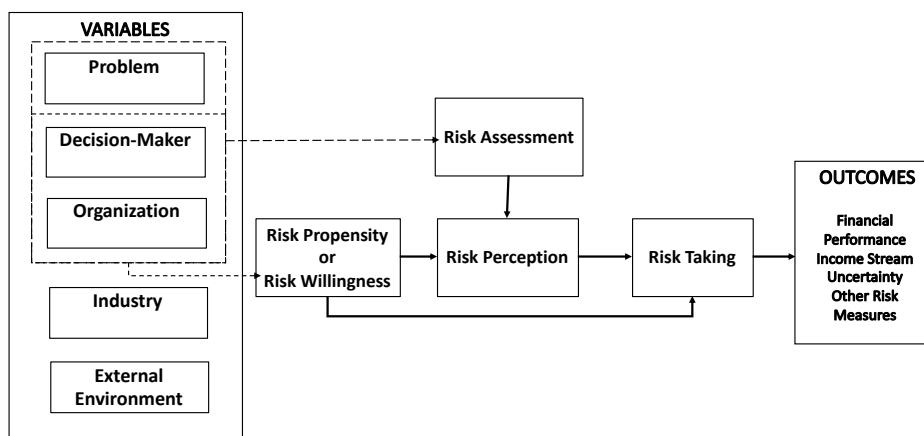 VARIABLES
Problem
Decision-Maker
Organization
Industry
External
Environment
Risk Assessment
Risk Propensity
or
Risk Willingness
Risk Perception
Risk Taking
OUTCOMES
Financial
Performance
Income Stream
Uncertainty
Other Risk
Measures